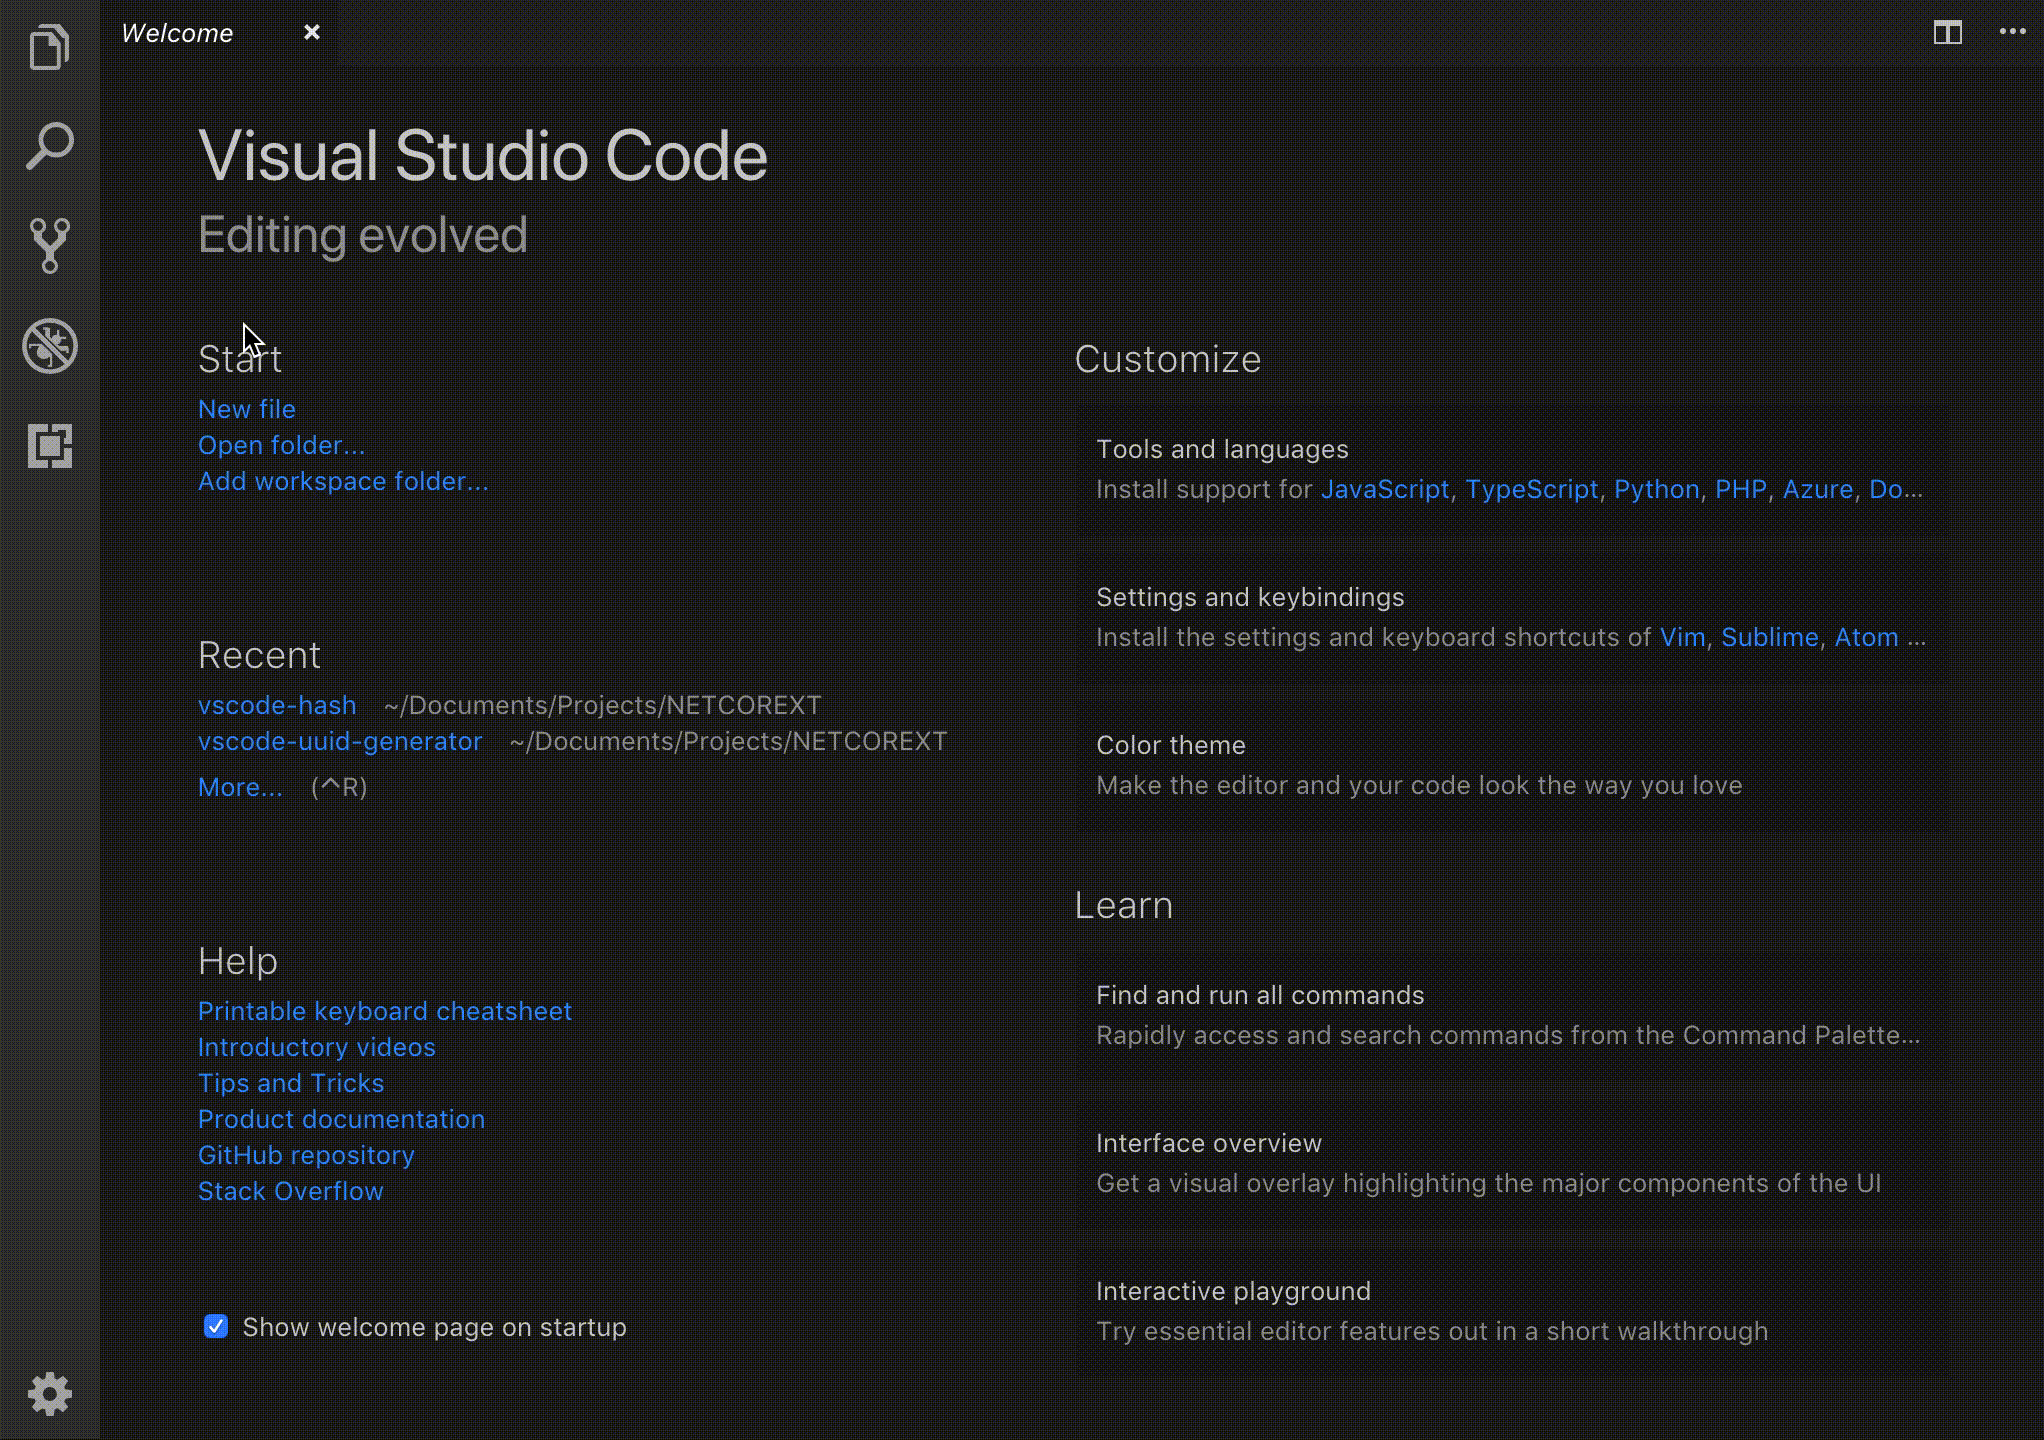 Welcome
Visual Studio Code
Editing evolved
Start
New file
Open folder...
Add workspace folder...
Recent
vscode-hash ~/Documents/Projects/NETCOREXT
vscode-uuid-generator ~/Documents/Projects/NETCOREXT
More... (^R)
Help
Printable keyboard cheatsheet
Introductory videos
Tips and Tricks
Product documentation
GitHub repository
Stack Overflow
Show welcome page on startup
Customize
Tools and languages
Install support for JavaScript, TypeScript, Python, PHP, Azure, Do...
Settings and keybindings
Install the settings and keyboard shortcuts of Vim, Sublime, Atom ...
Color theme
Make the editor and your code look the way you love
Learn
Find and run all commands
Rapidly access and search commands from the Command Palette...
Interface overview
Get a visual overlay highlighting the major components of the UI
Interactive playground
Try essential editor features out in a short walkthrough